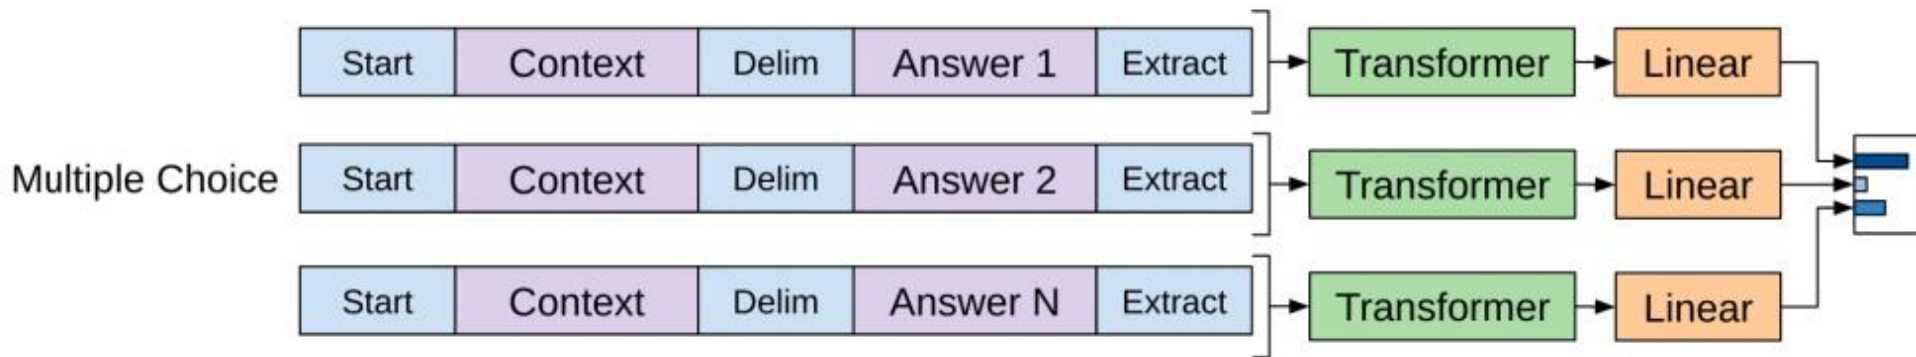 Start Context Delim Answer 1 Extract Transformer Linear
Multiple Choice Start Context Delim Answer 2 Extract Transformer Linear
Start Context Delim Answer N Extract Transformer Linear